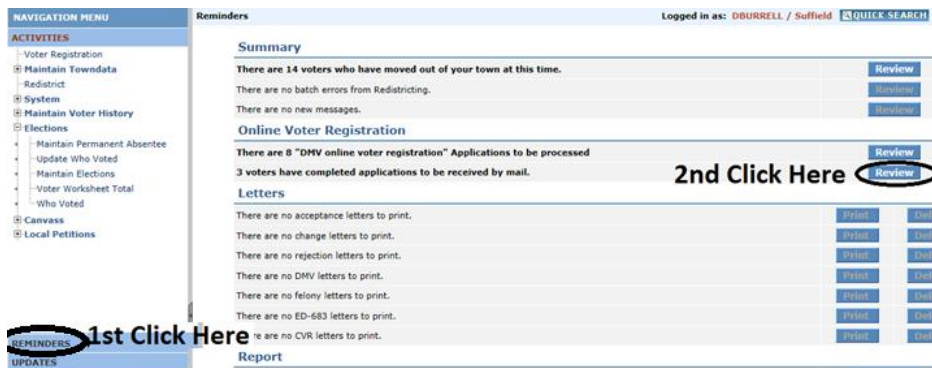 NAVIGATION MENU
Reminders
Logged in as: DBURRELL / Suffield QUICK SEARCH
ACTIVITIES
Voter Registration
Maintain Towndata
Redistrict
System
Maintain Voter History
Elections
Maintain Permanent Absentee
Update Who Voted
Maintain Elections
Voter Worksheet Total
Who Voted
Canvass
Local Petitions
REMINDERS
UPDATES
1st Click Here
Summary
There are 14 voters who have moved out of your town at this time. Review
There are no batch errors from Redistricting. Review
There are no new messages. Review
Online Voter Registration
There are 8 "DMV online voter registration" Applications to be processed Review
3 voters have completed applications to be received by mail. 2nd Click Here Review
Letters
There are no acceptance letters to print. Print Del
There are no change letters to print. Print Del
There are no rejection letters to print. Print Del
There are no DMV letters to print. Print Del
There are no felony letters to print. Print Del
There are no ED-683 letters to print. Print Del
re are no CVR letters to print. Print Del
Report